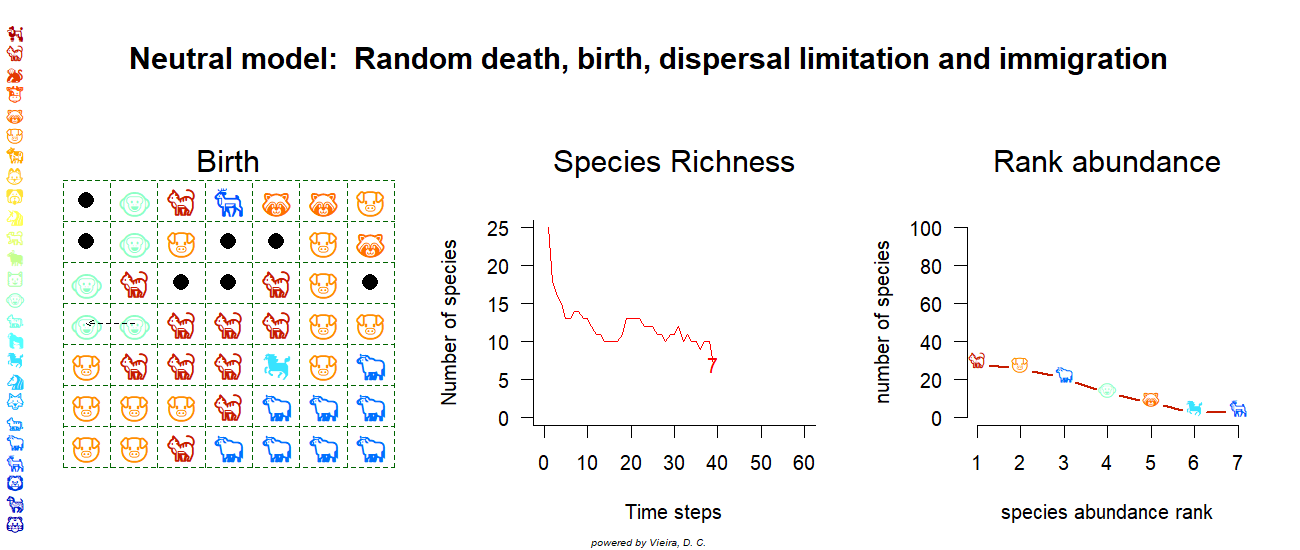 Neutral model:  Random death, birth, dispersal limitation and immigration
Birth
Species Richness
Number of species
25
20
15
10
5
0
7
0 10 20 30 40 50 60
Time steps
Rank abundance
number of species
100
80
60
40
20
0
1 2 3 4 5 6 7
species abundance rank
powered by Vieira, D. C.